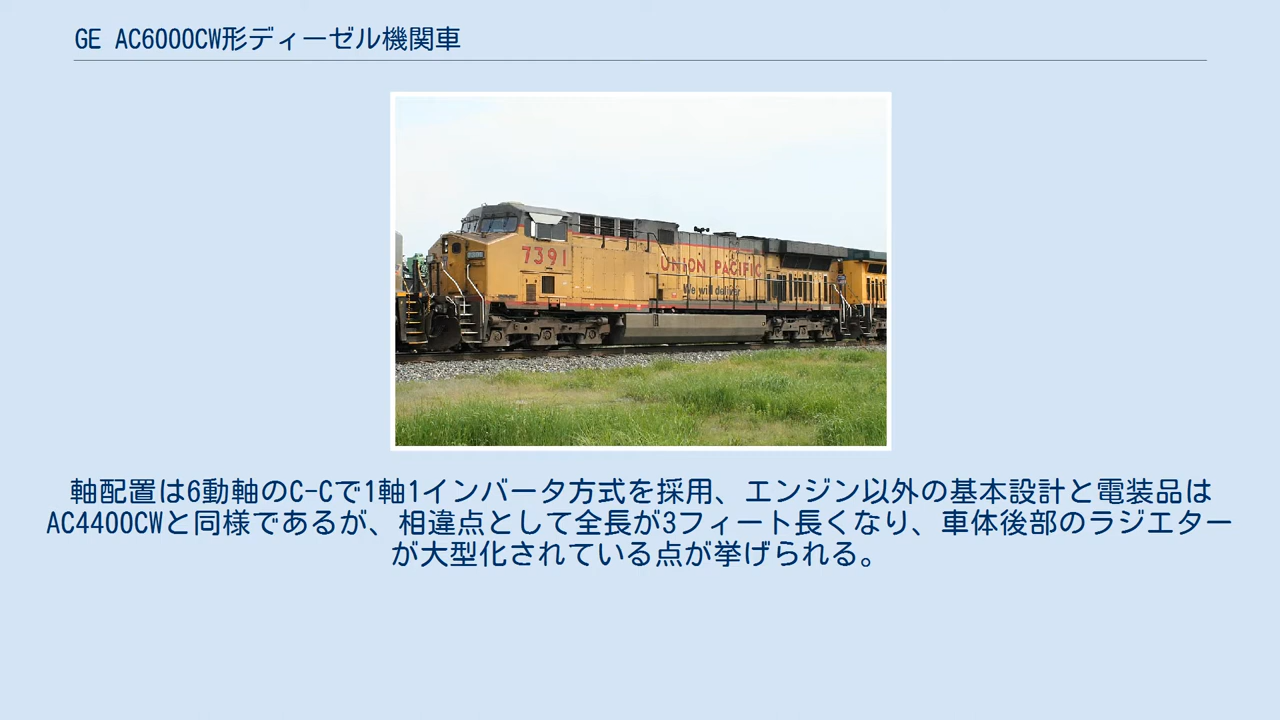 GE AC6000CW形ディーゼル機関車
7391
UNION PACIFIC
We will deliver
軸配置は6動軸のC-Cで1軸1インバータ方式を採用、エンジン以外の基本設計と電装品は
AC4400CWと同様であるが、相違点として全長が3フィート長くなり、車体後部のラジエター
が大型化されている点が挙げられる。